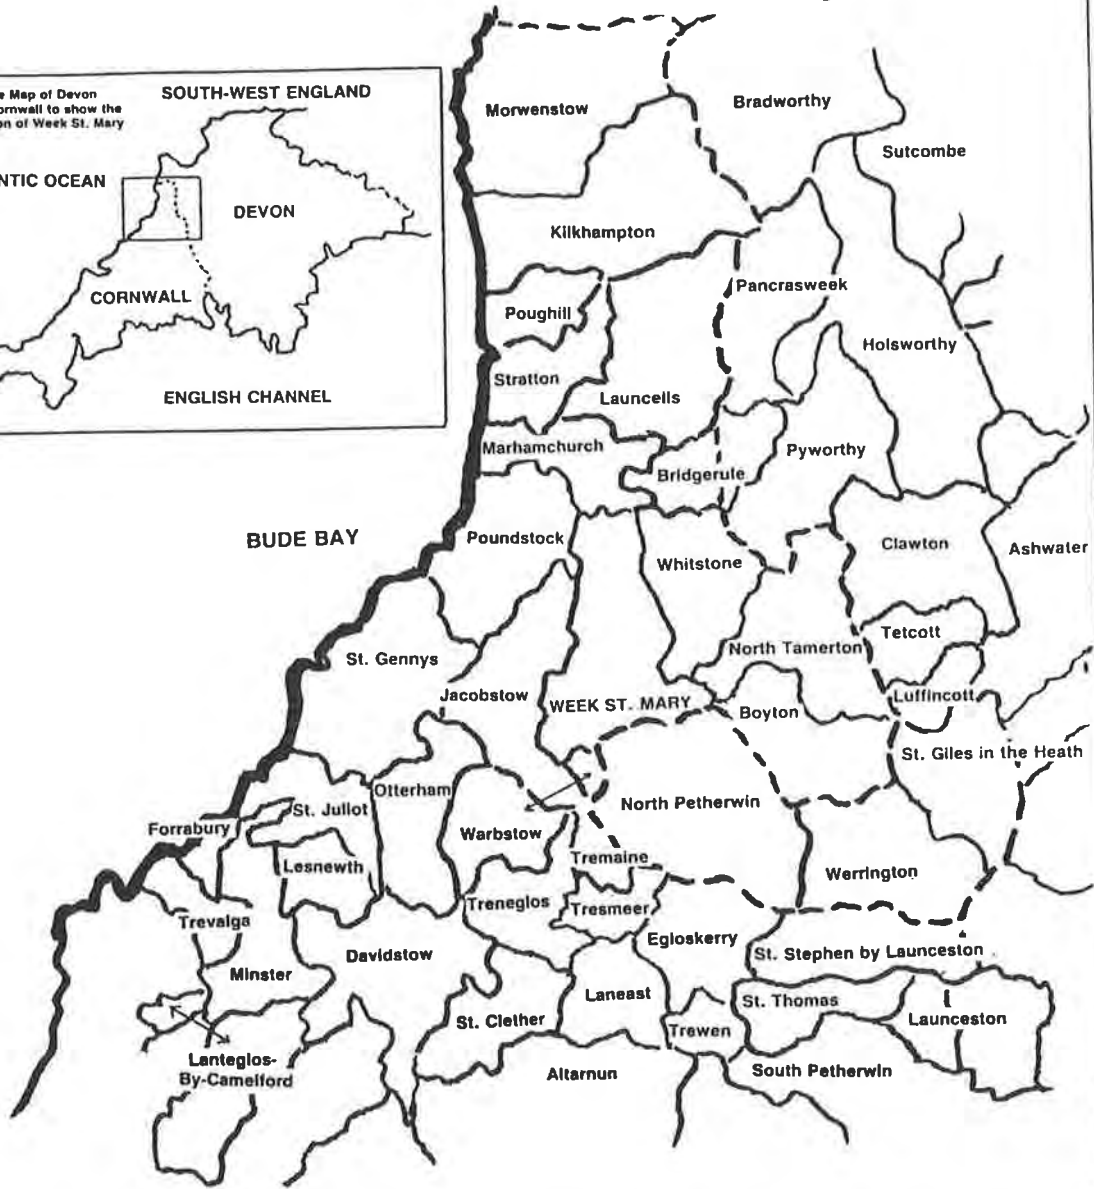 e Map of Devon
ornwall to show the
on of Week St. Mary
SOUTH-WEST ENGLAND
NTIC OCEAN
DEVON
CORNWALL
ENGLISH CHANNEL
Morwenstow
Bradworthy
Sutcombe
Kilkhampton
Pancrasweek
Poughill
Holsworthy
Stratton
Launcells
Marhamchurch
Bridgerule
Pyworthy
BUDE BAY
Poundstock
Whitstone
Clawton
Ashwater
Tetcott
St. Gennys
North Tamerton
Jacobstow
WEEK ST. MARY
Boyton
Luffincott
St. Giles in the Heath
Otterham
St. Juliot
North Petherwin
Forrabury
Warbstow
Lesnewth
Tremaine
Werrington
Treneglos
Tresmeer
Trevalga
Egloskerry
St. Stephen by Launceston
Davidstow
Minster
Laneast
St. Thomas
St. Clether
Trewen
Launceston
Lanteglos-
By-Camelford
Altarnun
South Petherwin